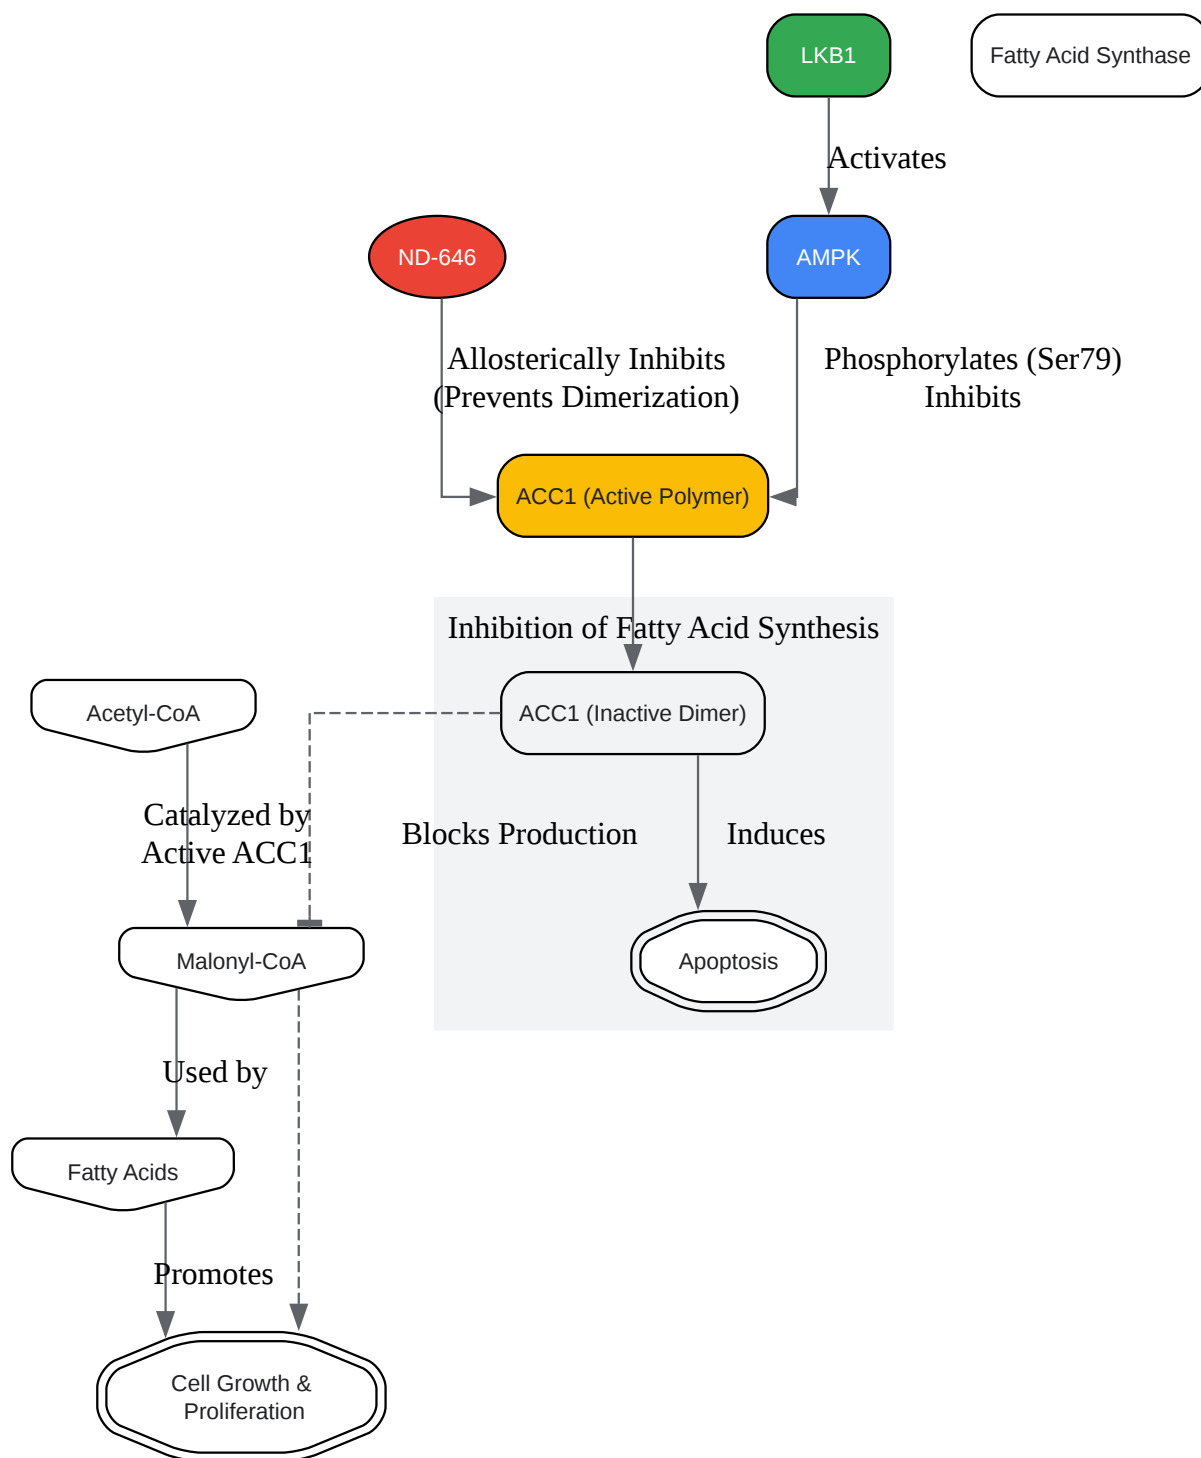 LKB1
Fatty Acid Synthase
Activates
ND-646
AMPK
Allosterically Inhibits
(Prevents Dimerization)
Phosphorylates (Ser79)
Inhibits
ACC1 (Active Polymer)
Inhibition of Fatty Acid Synthesis
Acetyl-CoA
ACC1 (Inactive Dimer)
Catalyzed by
Active ACC1
Blocks Production
Induces
Malonyl-CoA
Apoptosis
Used by
Fatty Acids
Promotes
Cell Growth &
Proliferation